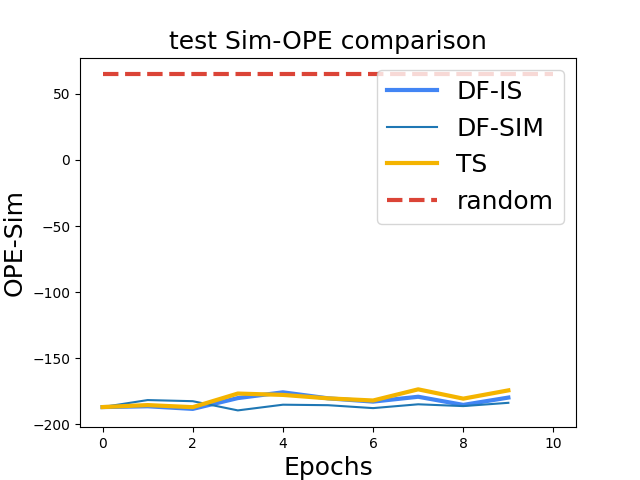 test Sim-OPE comparison
DF-IS
DF-SIM
TS
random
OPE-Sim
50
0
−50
−100
−150
−200
0 2 4 6 8 10
Epochs